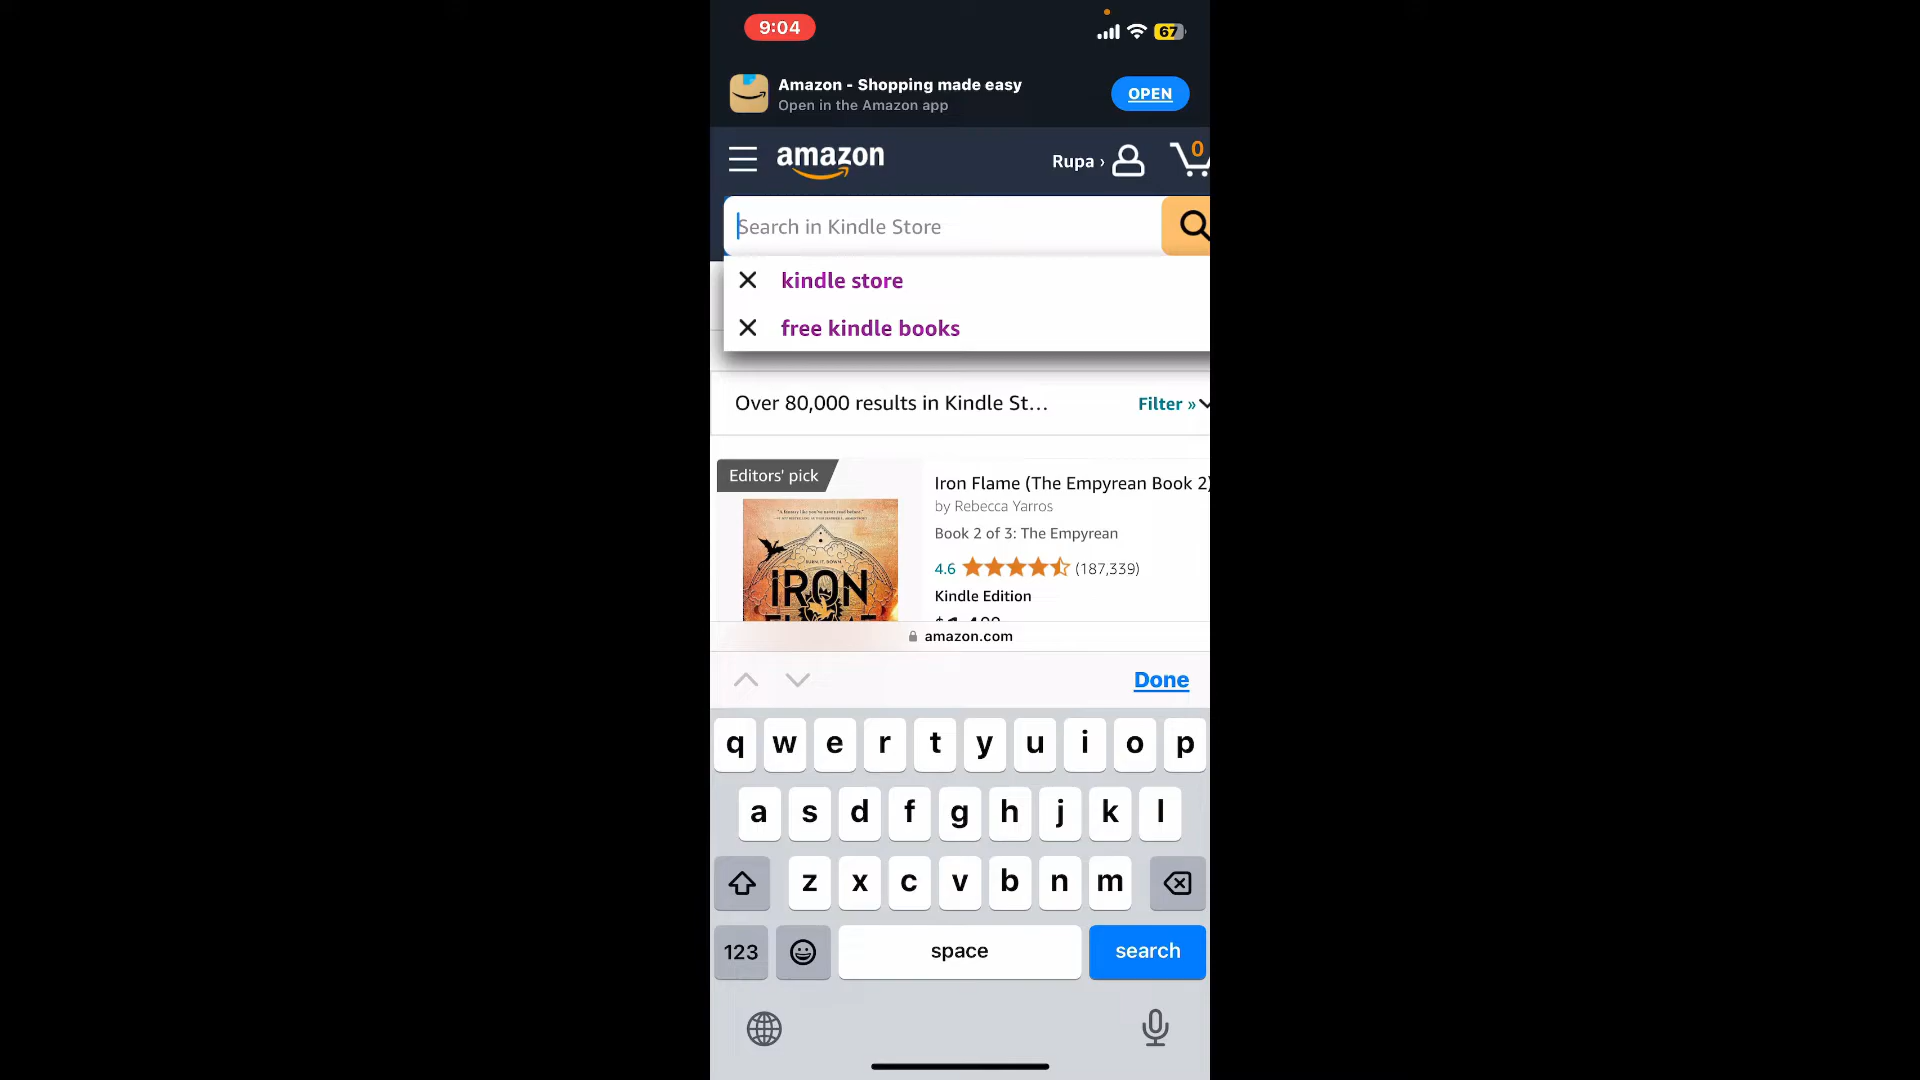 9:04
67
Amazon - Shopping made easy
Open in the Amazon app
OPEN
amazon
Rupa ›
0
Search in Kindle Store
kindle store
free kindle books
Over 80,000 results in Kindle St...
Filter »
Editors' pick
Iron Flame (The Empyrean Book 2)
by Rebecca Yarros
Book 2 of 3: The Empyrean
4.6
(187,339)
Kindle Edition
IRON
amazon.com
Done
q w e r t y u i o p
a s d f g h j k l
z x c v b n m
123
space
search